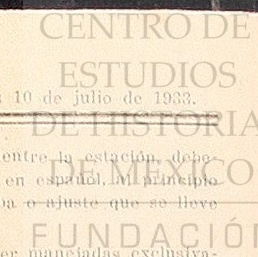 CENTRO DE
ESTUDIOS
10 de julio de 1933.
DE HISTORIA
entre la estación, debe
DE MÉXICO
en español, al principio
o ajuste que se lleve
FUNDACIÓN
manejadas exclusiva-